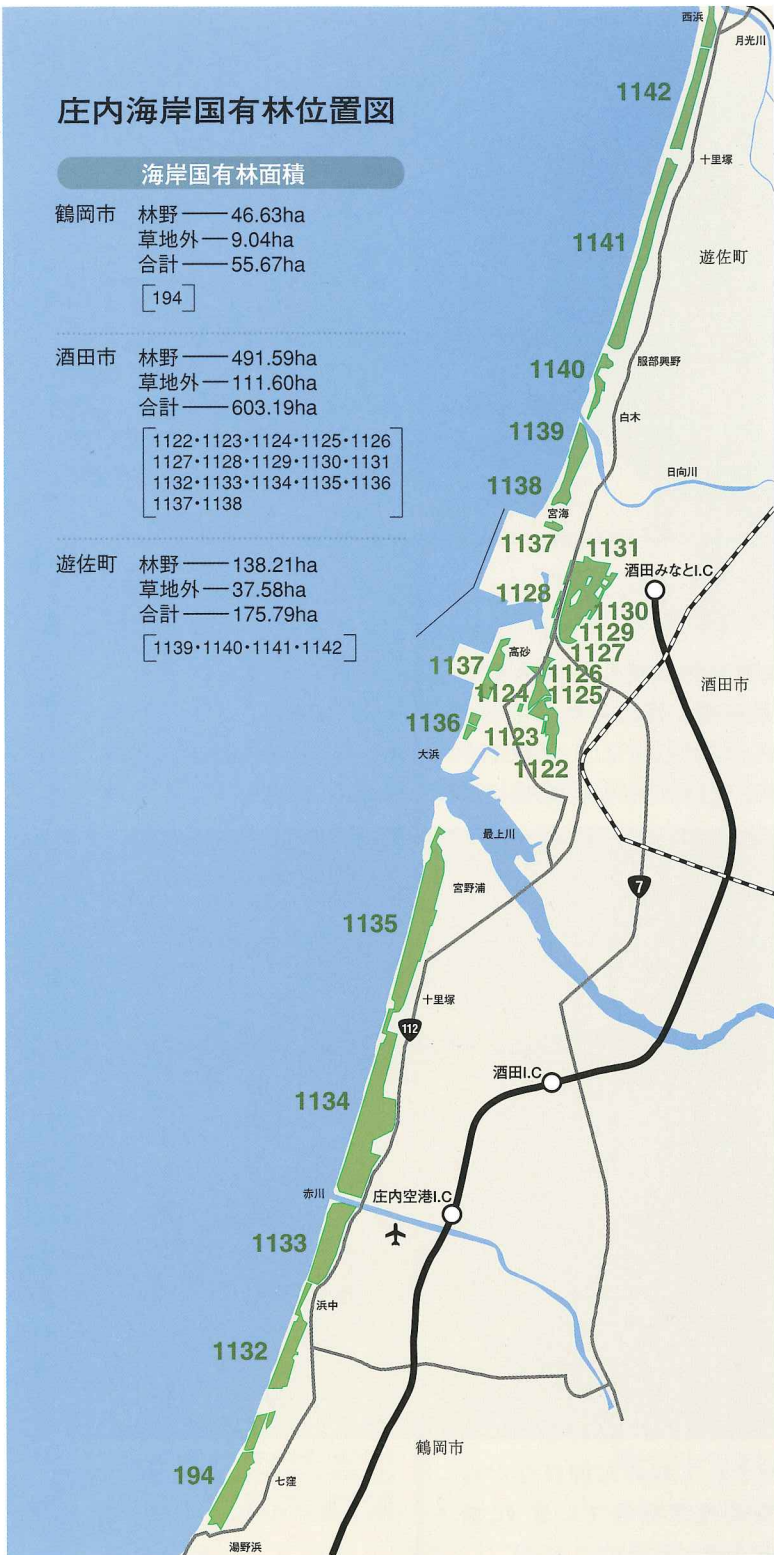 庄内海岸国有林位置図
海岸国有林面積
鶴岡市 林野――46.63ha
草地外―9.04ha
合計――55.67ha
[194]
酒田市 林野――491.59ha
草地外―111.60ha
合計――603.19ha
[1122・1123・1124・1125・1126
1127・1128・1129・1130・1131
1132・1133・1134・1135・1136
1137・1138]
遊佐町 林野――138.21ha
草地外―37.58ha
合計――175.79ha
[1139・1140・1141・1142]
西浜
月光川
1142
十里塚
1141
遊佐町
服部興野
1140
白木
1139
日向川
1138
宮海
1137
1131
酒田みなとI.C
1128
1130
1129
1127
高砂
1137
1126
酒田市
1124
1125
1136
1123
大浜
1122
最上川
7
宮野浦
1135
十里塚
112
酒田I.C
1134
赤川
庄内空港I.C
1133
浜中
1132
鶴岡市
194
七窪
湯野浜